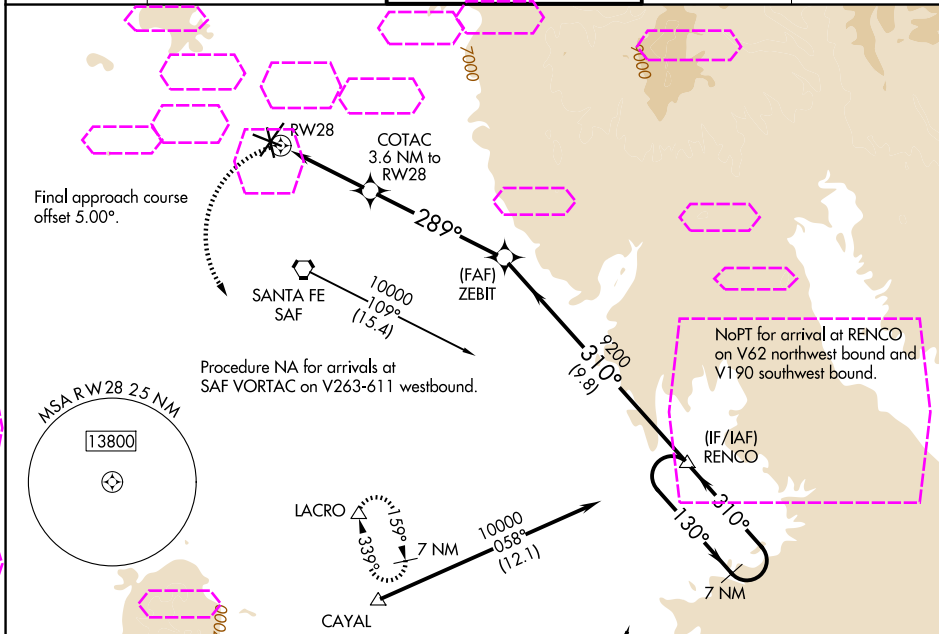 7000
9000
RW28
COTAC
3.6 NM to
RW28
Final approach course
offset 5.00°.
289°
(FAF)
ZEBIT
SANTA FE
SAF
10000
109°
(15.4)
NoPT for arrival at RENCO
on V62 northwest bound and
V190 southwest bound.
9200
310°
(9.8)
Procedure NA for arrivals at
SAF VORTAC on V263-611 westbound.
MSA RW28 25 NM
13800
(IF/IAF)
RENCO
310°
130°
7 NM
LACRO
159°
339°
7 NM
10000
058°
(12.1)
CAYAL